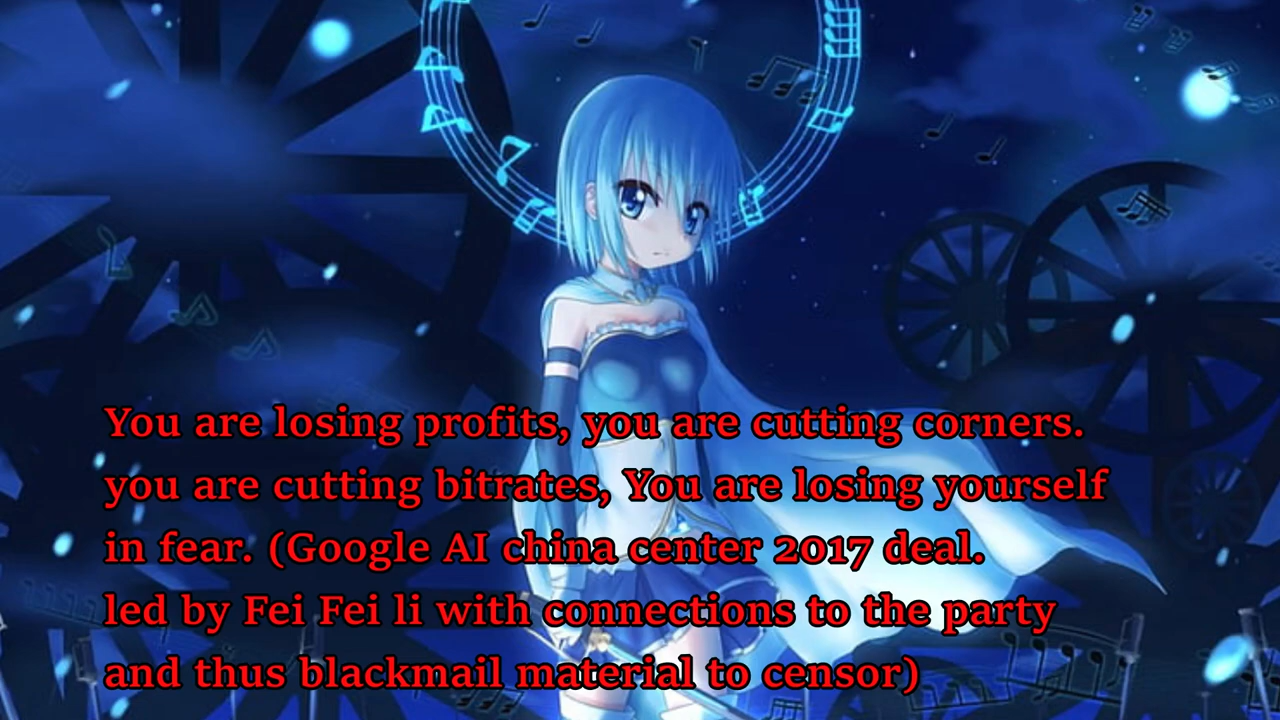 You are losing profits, you are cutting corners.
you are cutting bitrates, You are losing yourself
in fear. (Google AI china center 2017 deal.
led by Fei Fei li with connections to the party
and thus blackmail material to censor)